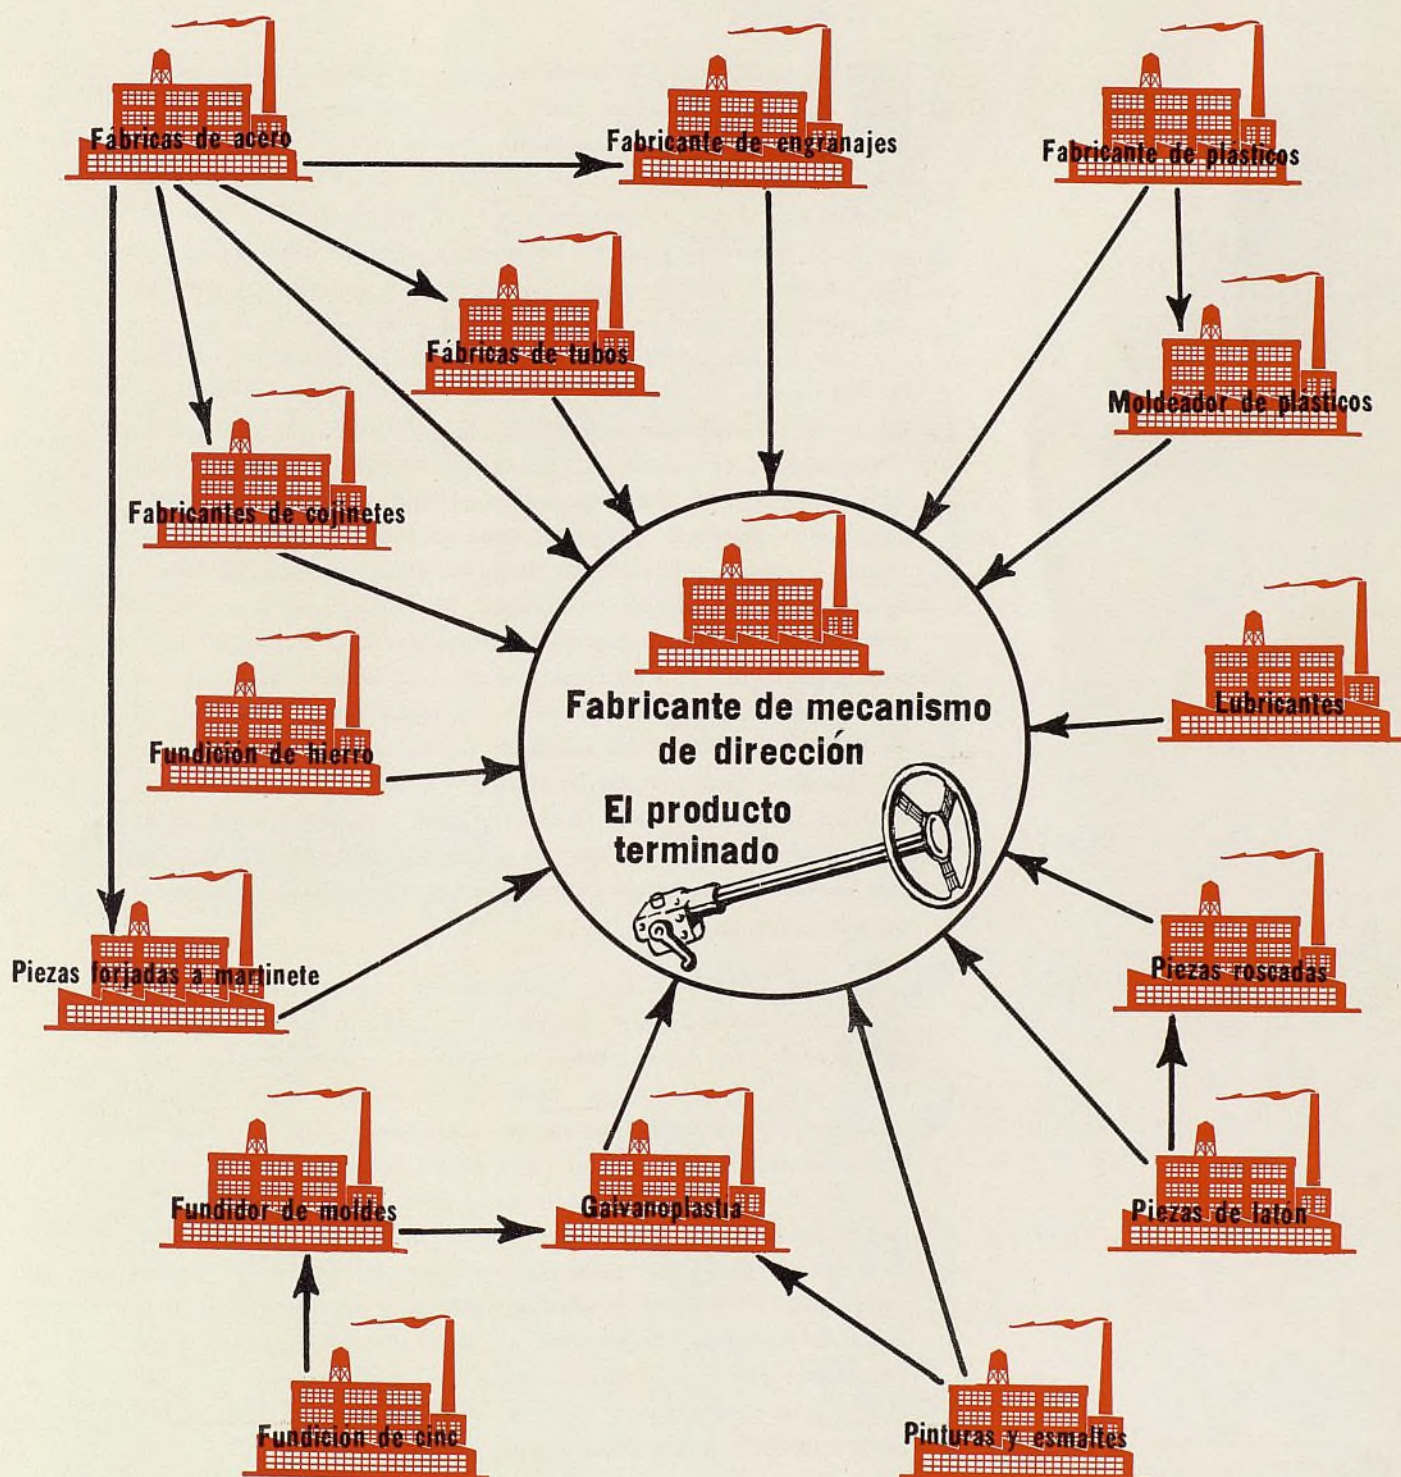 Fábricas de acero
Fabricante de engranajes
Fabricante de plásticos
Fábricas de tubos
Moldeador de plásticos
Fabricantes de cojinetes
Fabricante de mecanismo
de dirección
El producto
terminado
Lubricantes
Fundición de hierro
Piezas forjadas a martinete
Piezas roscadas
Fundidor de moldes
Galvanoplastia
Piezas de latón
Fundición de cinc
Pinturas y esmaltes